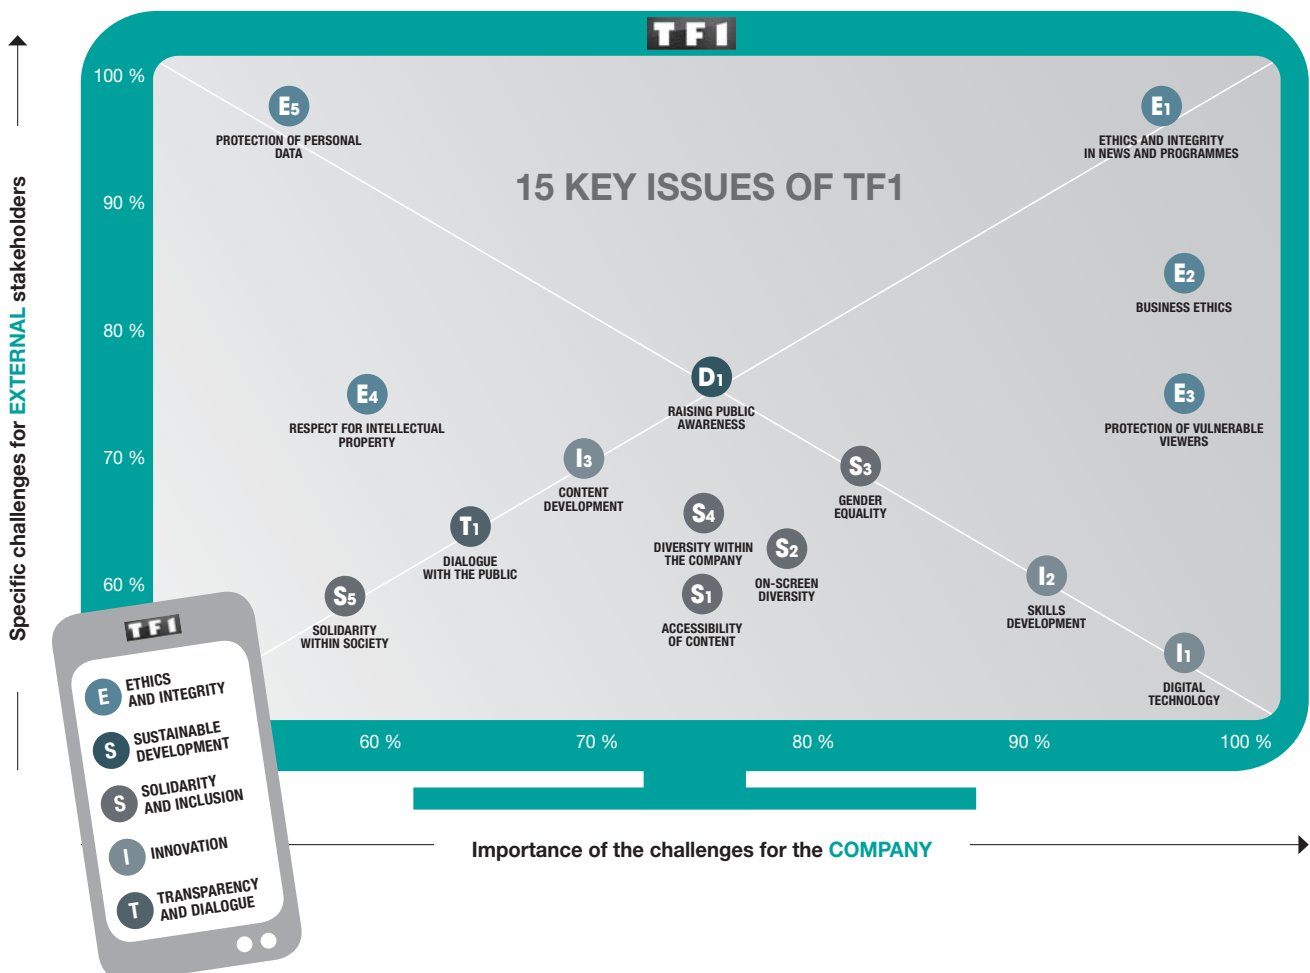 TF1
100 %
90 %
80 %
70 %
60 %
Specific challenges for EXTERNAL stakeholders
15 KEY ISSUES OF TF1
E5
PROTECTION OF PERSONAL
DATA
E1
ETHICS AND INTEGRITY
IN NEWS AND PROGRAMMES
E2
BUSINESS ETHICS
D1
RAISING PUBLIC
AWARENESS
E4
RESPECT FOR INTELLECTUAL
PROPERTY
E3
PROTECTION OF VULNERABLE
VIEWERS
I3
CONTENT
DEVELOPMENT
S3
GENDER
EQUALITY
T1
DIALOGUE
WITH THE PUBLIC
S4
DIVERSITY WITHIN
THE COMPANY
S2
ON-SCREEN
DIVERSITY
I2
SKILLS
DEVELOPMENT
S5
SOLIDARITY
WITHIN SOCIETY
S1
ACCESSIBILITY
OF CONTENT
I1
DIGITAL
TECHNOLOGY
60 %
70 %
80 %
90 %
100 %
Importance of the challenges for the COMPANY
TF1
E
ETHICS
AND INTEGRITY
S
SUSTAINABLE
DEVELOPMENT
S
SOLIDARITY
AND INCLUSION
I
INNOVATION
T
TRANSPARENCY
AND DIALOGUE